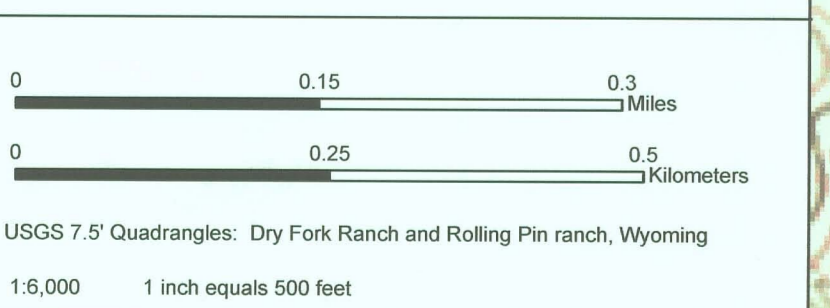 0 0.15 0.3
Miles
0 0.25 0.5
Kilometers
USGS 7.5' Quadrangles: Dry Fork Ranch and Rolling Pin ranch, Wyoming
1:6,000 1 inch equals 500 feet